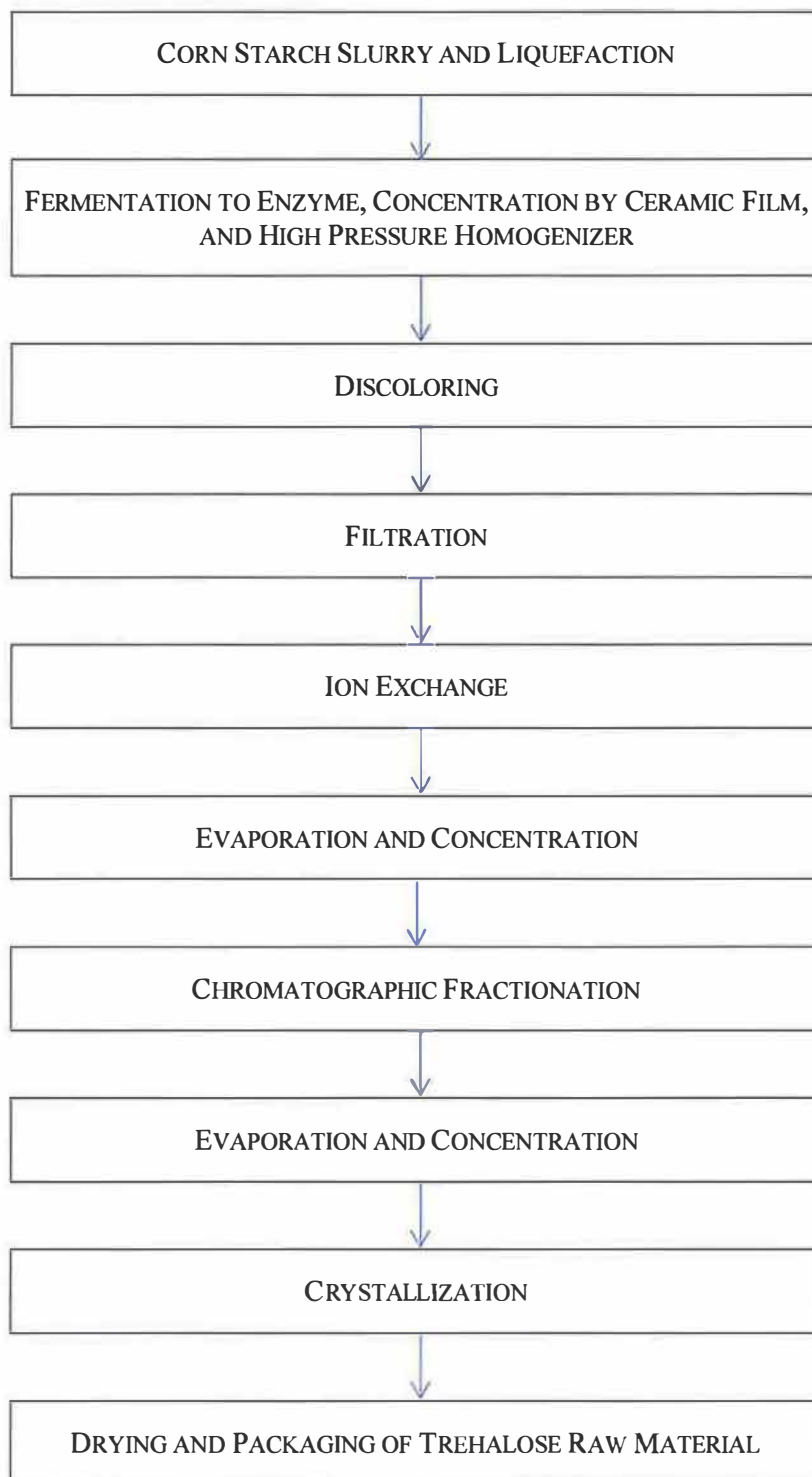 CORN STARCH SLURRY AND LIQUEFACTION
FERMENTATION TO ENZYME, CONCENTRATION BY CERAMIC FILM,
AND HIGH PRESSURE HOMOGENIZER
DISCOLORING
FILTRATION
ION EXCHANGE
EVAPORATION AND CONCENTRATION
CHROMATOGRAPHIC FRACTIONATION
EVAPORATION AND CONCENTRATION
CRYSTALLIZATION
DRYING AND PACKAGING OF TREHALOSE RAW MATERIAL